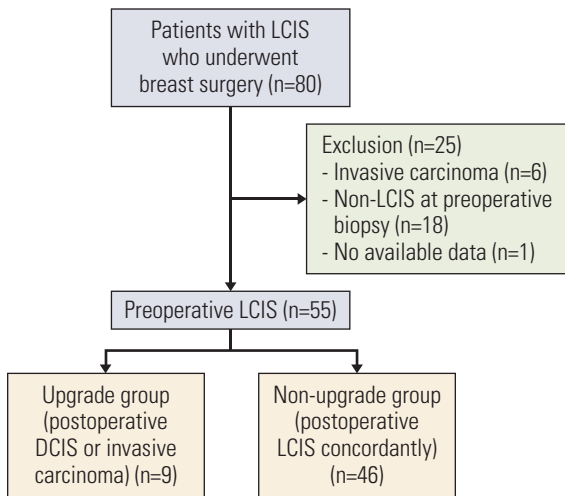 Patients with LCIS
who underwent
breast surgery (n=80)
Exclusion (n=25)
- Invasive carcinoma (n=6)
- Non-LCIS at preoperative
biopsy (n=18)
- No available data (n=1)
Preoperative LCIS (n=55)
Upgrade group
(postoperative
DCIS or invasive
carcinoma) (n=9)
Non-upgrade group
(postoperative
LCIS concordantly)
(n=46)